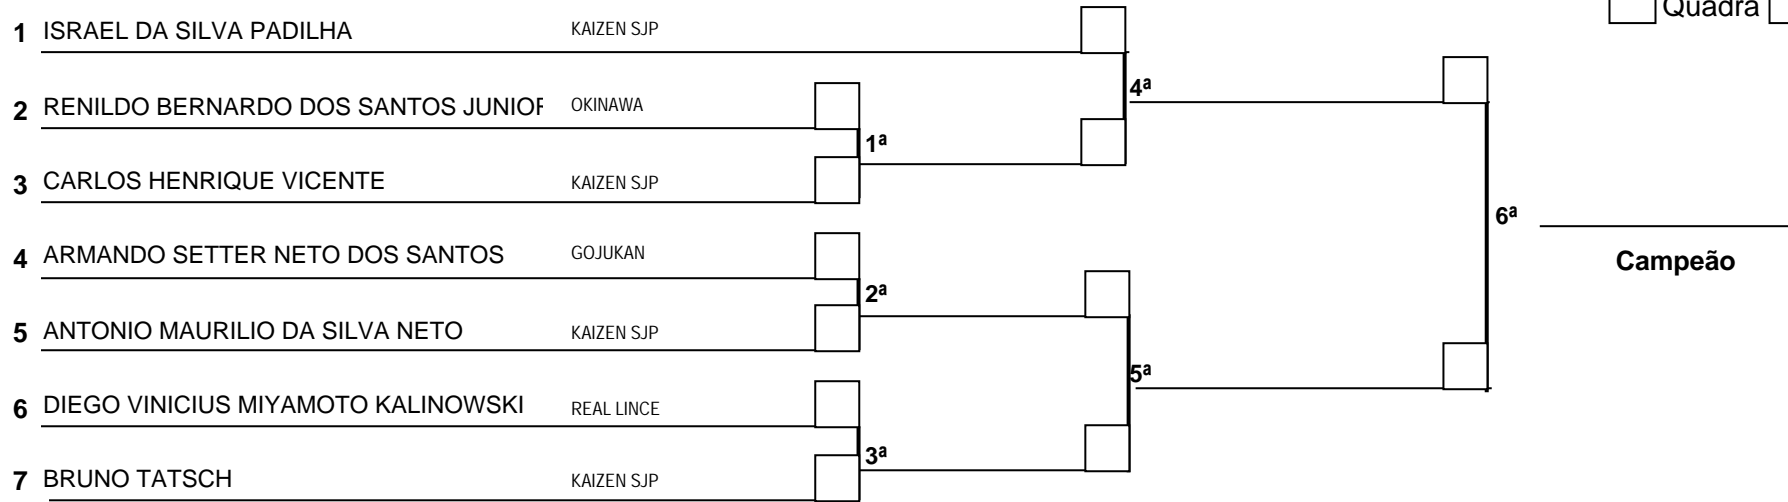 Quadra
1 ISRAEL DA SILVA PADILHA KAIZEN SJP
4ª
2 RENILDO BERNARDO DOS SANTOS JUNIOR OKINAWA
1ª
3 CARLOS HENRIQUE VICENTE KAIZEN SJP
6ª
4 ARMANDO SETTER NETO DOS SANTOS GOJUKAN
Campeão
2ª
5 ANTONIO MAURILIO DA SILVA NETO KAIZEN SJP
5ª
6 DIEGO VINICIUS MIYAMOTO KALINOWSKI REAL LINCE
3ª
7 BRUNO TATSCH KAIZEN SJP